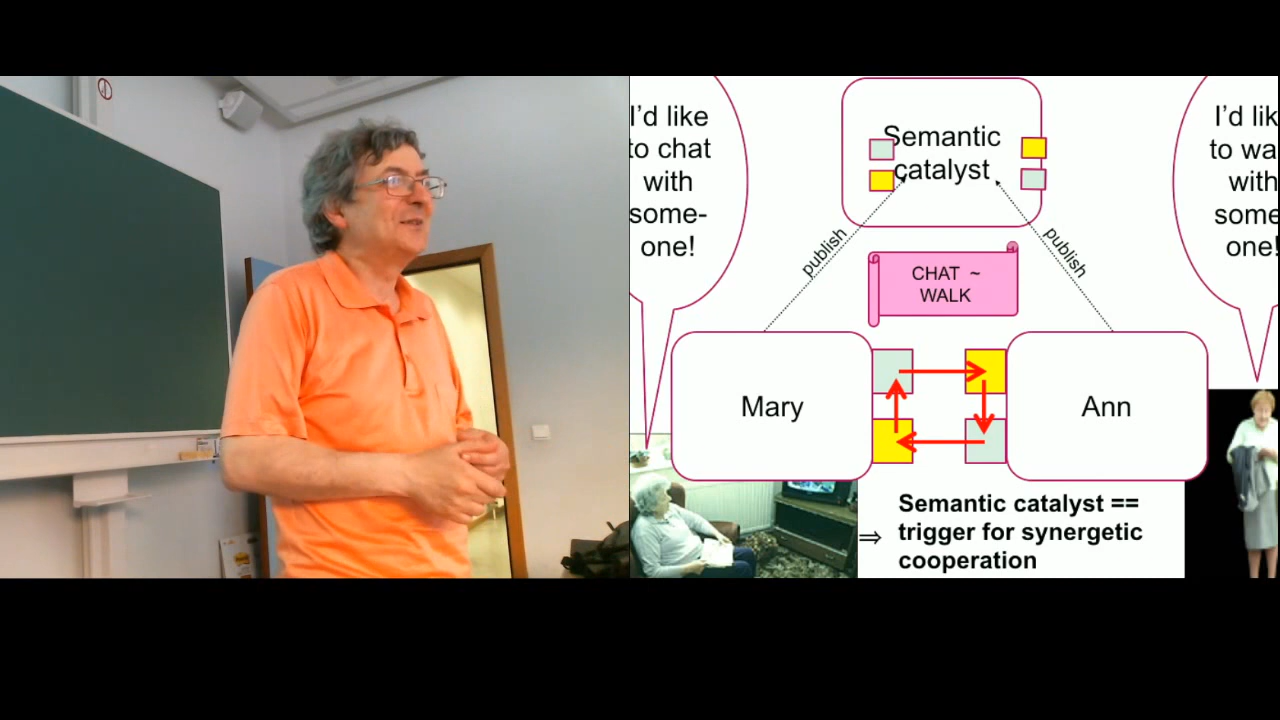 I'd like
to chat
with
some-
one!
Semantic
catalyst
I'd lik
to wa
with
some
one!
publish
publish
CHAT ~
WALK
Mary
Ann
⇒
Semantic catalyst ==
trigger for synergetic
cooperation